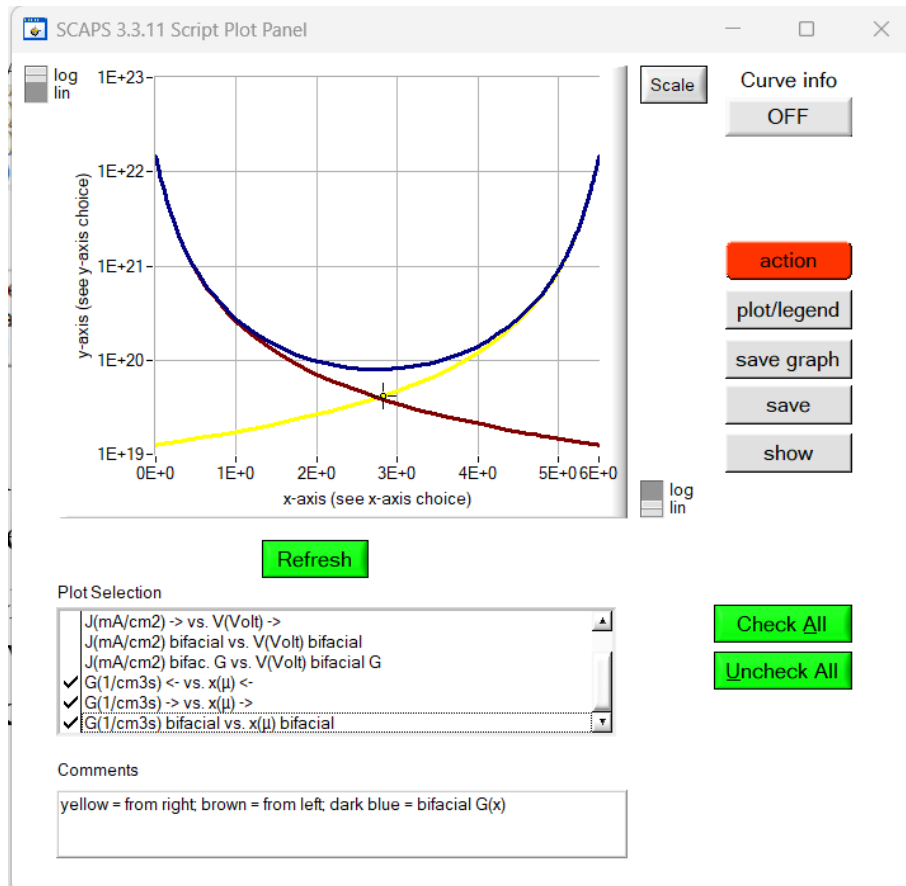 SCAPS 3.3.11 Script Plot Panel
log
lin
1E+23
1E+22
1E+21
1E+20
1E+19
y-axis (see y-axis choice)
0E+0 1E+0 2E+0 3E+0 4E+0 5E+0 6E+0
x-axis (see x-axis choice)
log
lin
Scale
Curve info
OFF
action
plot/legend
save graph
save
show
Refresh
Plot Selection
J(mA/cm2) -> vs. V(Volt) ->
J(mA/cm2) bifacial vs. V(Volt) bifacial
J(mA/cm2) bifac. G vs. V(Volt) bifacial G
G(1/cm3s) <- vs. x(μ) <-
G(1/cm3s) -> vs. x(μ) ->
G(1/cm3s) bifacial vs. x(μ) bifacial
Check All
Uncheck All
Comments
yellow = from right; brown = from left; dark blue = bifacial G(x)